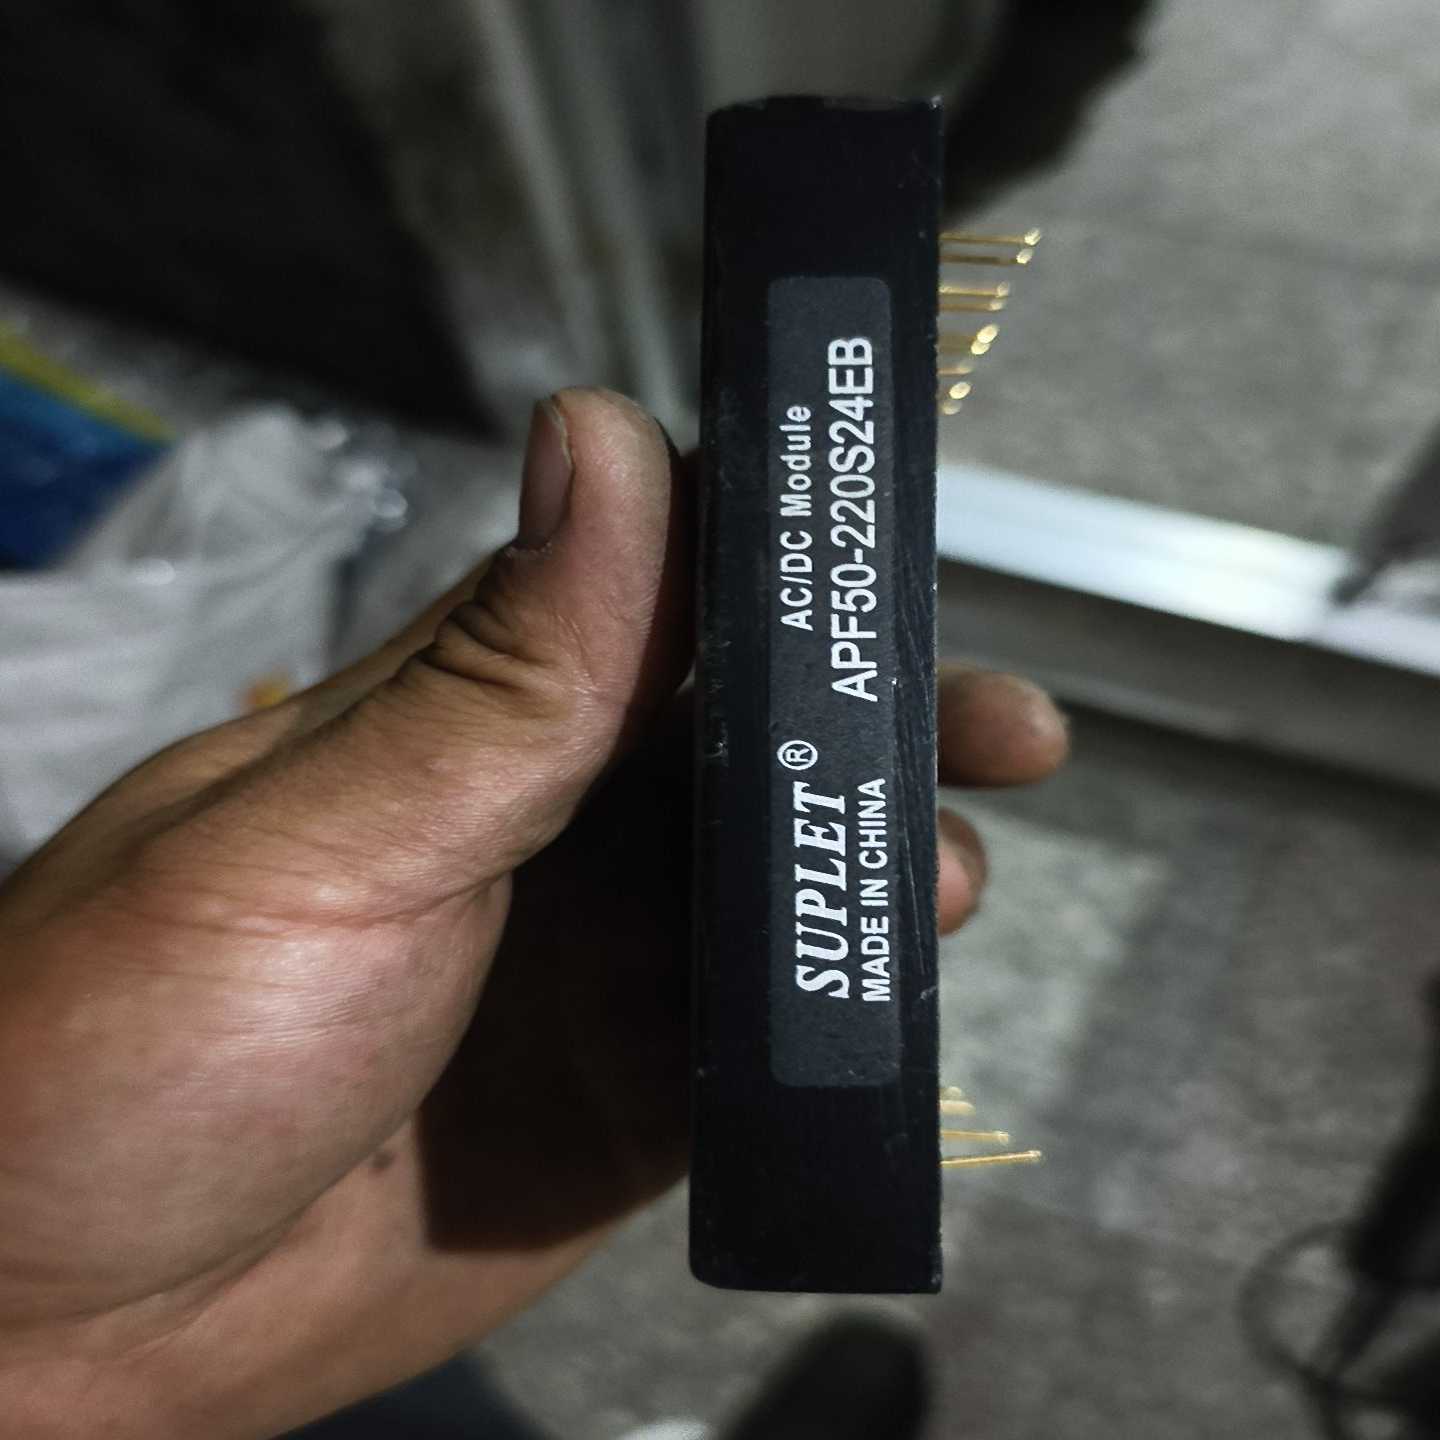 AC/DC Module
APF50-220S24EB
SUPLET®
MADE IN CHINA